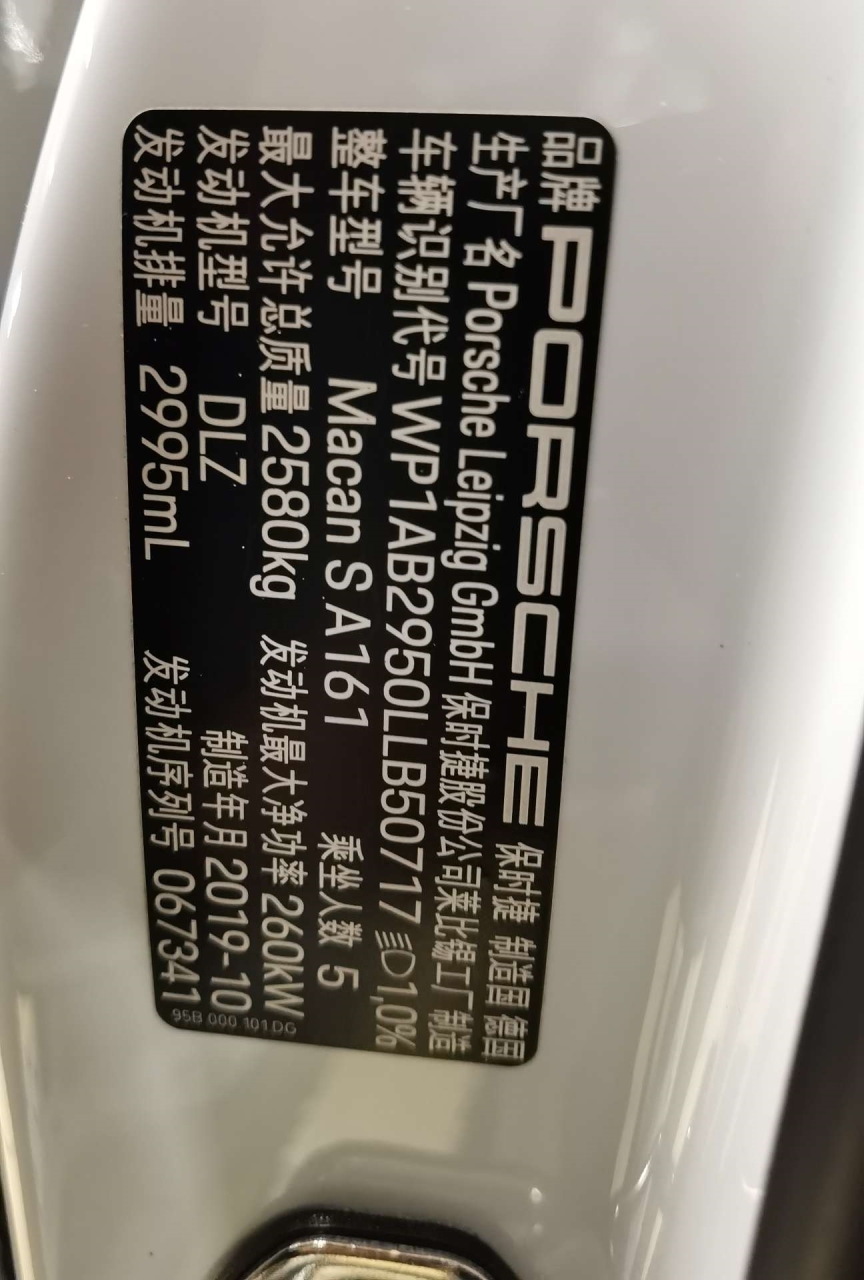 品牌 PORSCHE 保时捷 制造国 德国
生产厂名 Porsche Leipzig GmbH 保时捷股份公司莱比锡工厂制造
车辆识别代号 WP1AB2950LLB50717 1,0%
整车型号 Macan S A161 乘坐人数 5
最大允许总质量 2580kg 发动机最大净功率 260kW
发动机型号 DLZ 制造年月 2019-10
发动机排量 2995mL 发动机序列号 067341
95B 000 101 DG